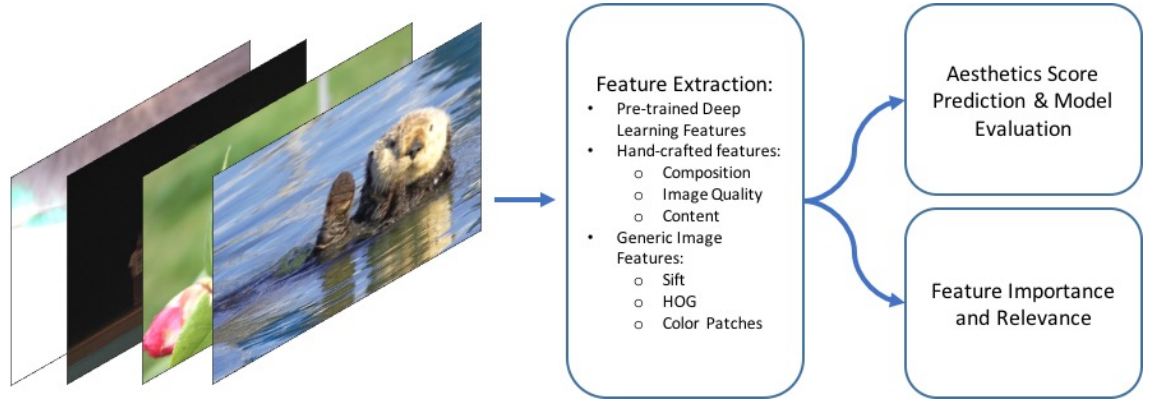 Feature Extraction:
• Pre-trained Deep
Learning Features
• Hand-crafted features:
o Composition
o Image Quality
o Content
• Generic Image
Features:
o Sift
o HOG
o Color Patches
Aesthetics Score
Prediction & Model
Evaluation
Feature Importance
and Relevance